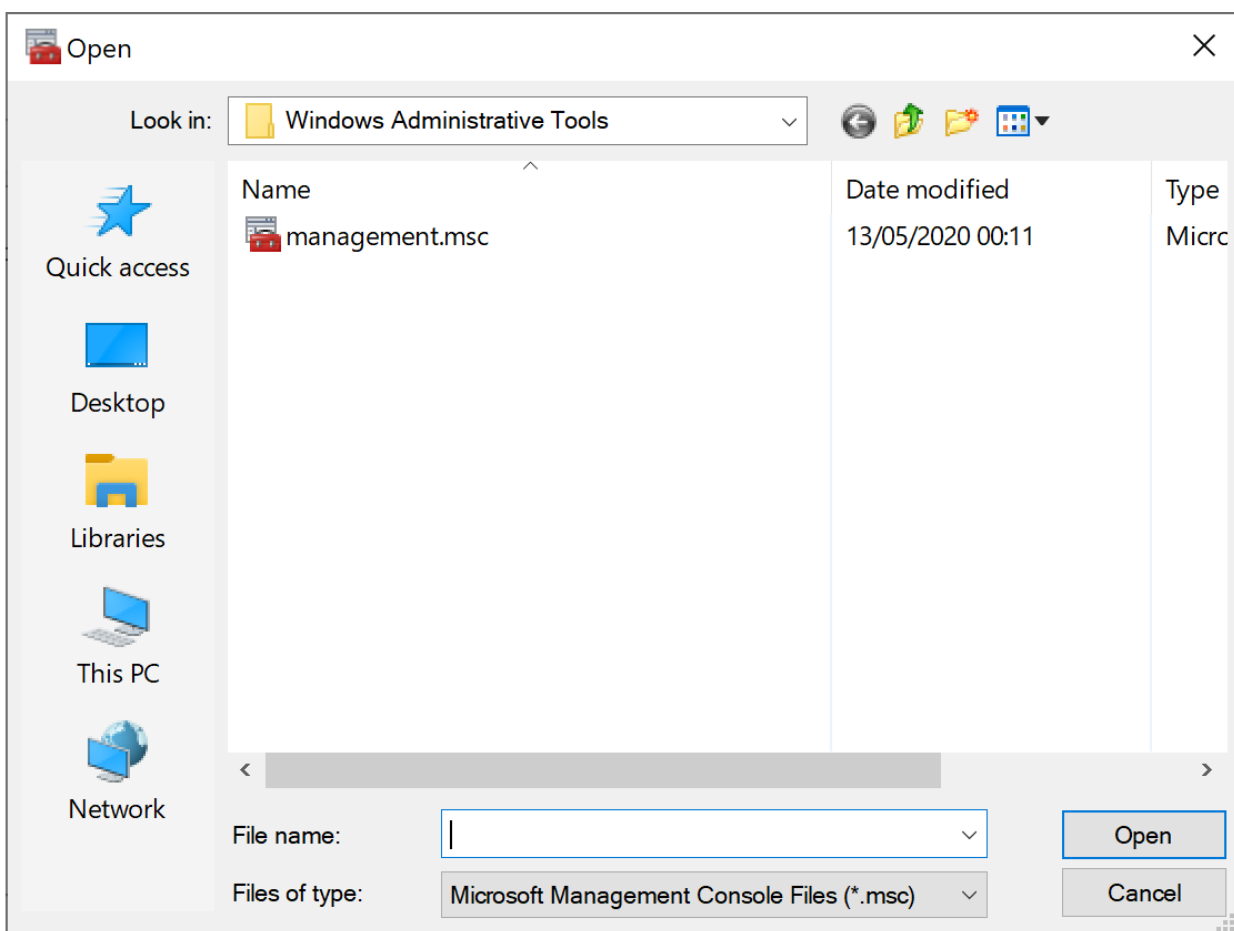 Open
Look in: Windows Administrative Tools
Name Date modified Type
management.msc 13/05/2020 00:11 Micrc
Quick access
Desktop
Libraries
This PC
Network
File name: Open
Files of type: Microsoft Management Console Files (*.msc) Cancel